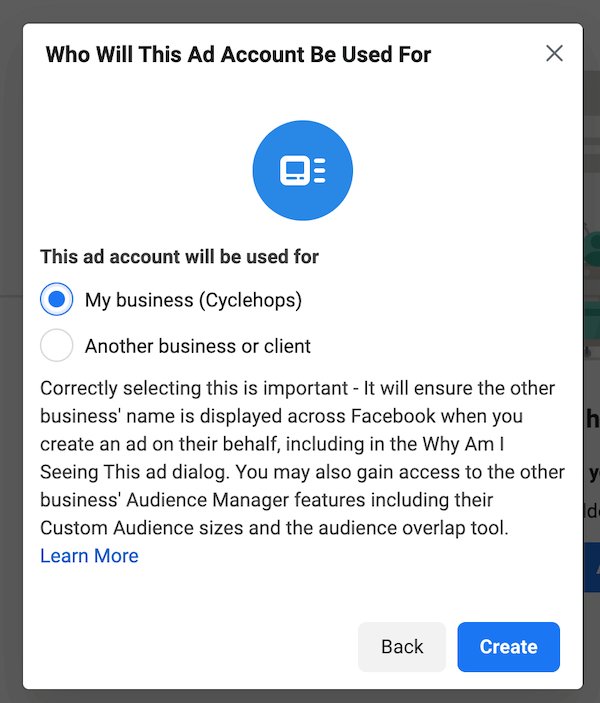 Who Will This Ad Account Be Used For
This ad account will be used for
My business (Cyclehops)
Another business or client
Correctly selecting this is important - It will ensure the other
business' name is displayed across Facebook when you
create an ad on their behalf, including in the Why Am I
Seeing This ad dialog. You may also gain access to the other
business' Audience Manager features including their
Custom Audience sizes and the audience overlap tool.
Learn More
Back
Create